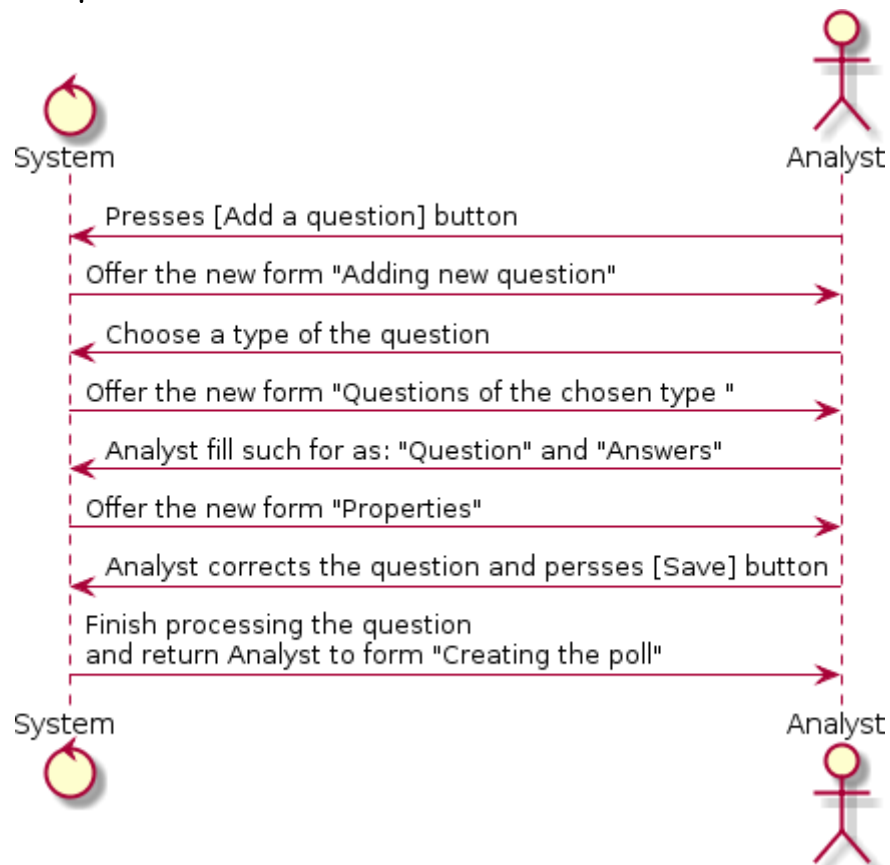 System
Analyst
Presses [Add a question] button
Offer the new form "Adding new question"
Choose a type of the question
Offer the new form "Questions of the chosen type "
Analyst fill such for as: "Question" and "Answers"
Offer the new form "Properties"
Analyst corrects the question and persses [Save] button
Finish processing the question
and return Analyst to form "Creating the poll"
System
Analyst